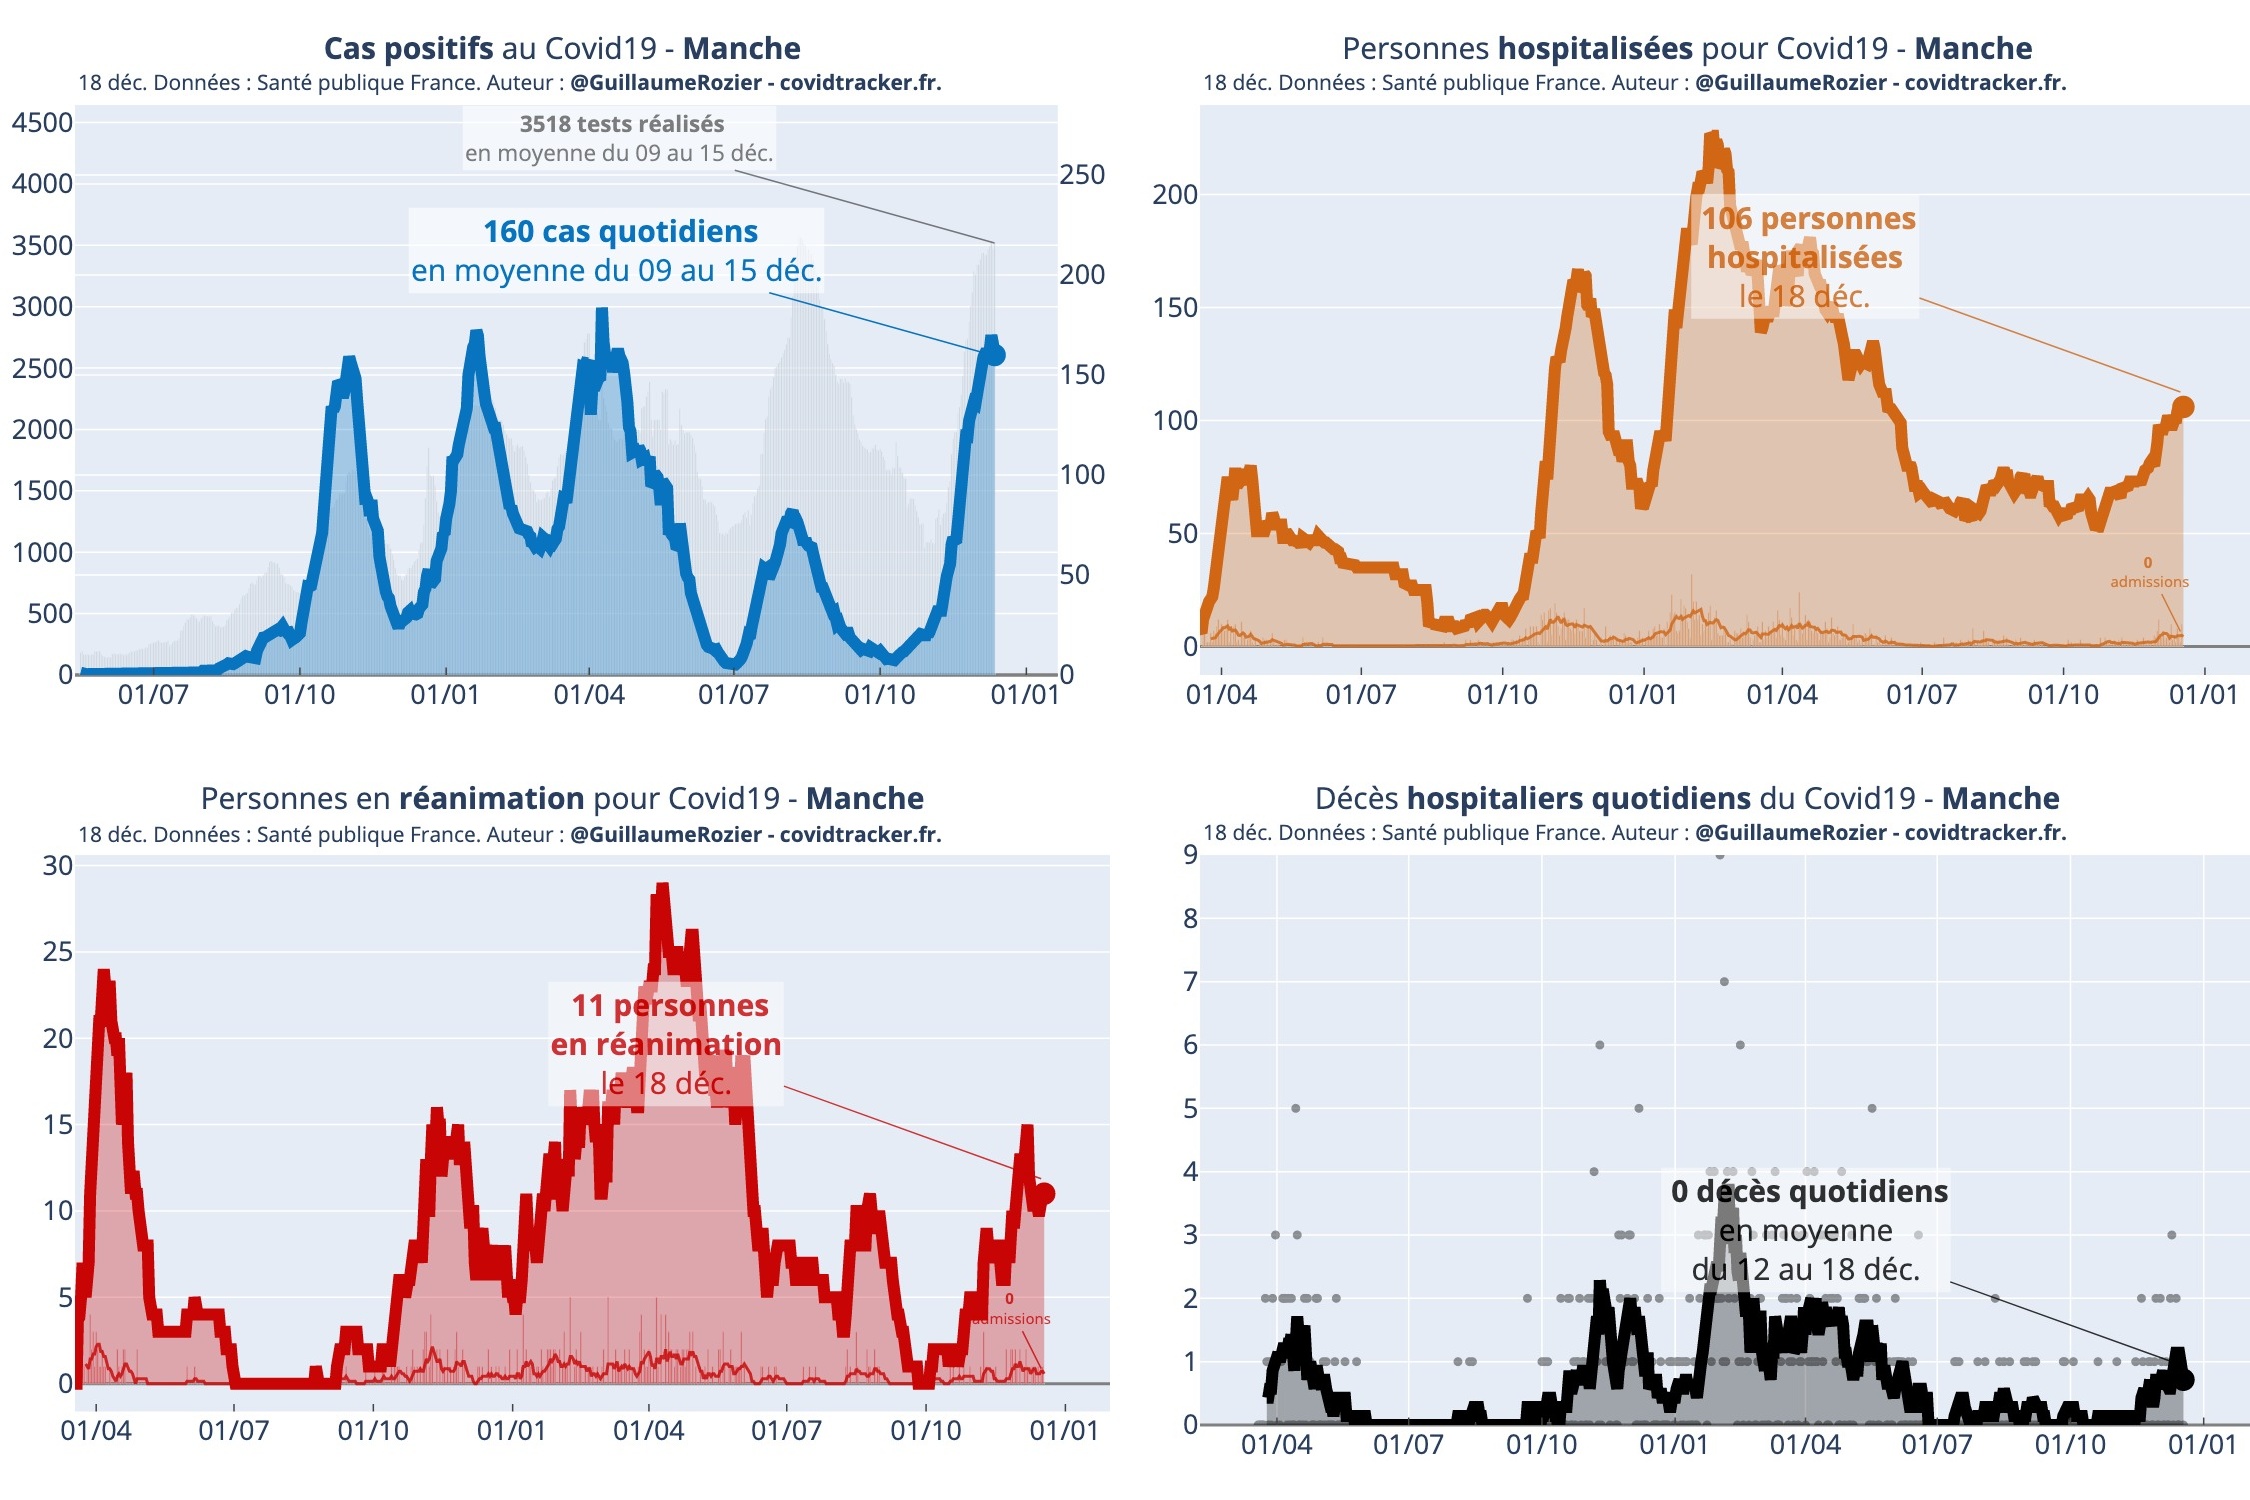 Cas positifs au Covid19 - Manche
18 déc. Données : Santé publique France. Auteur : @GuillaumeRozier - covidtracker.fr.
3518 tests réalisés
en moyenne du 09 au 15 déc.
160 cas quotidiens
en moyenne du 09 au 15 déc.
4500
4000
3500
3000
2500
2000
1500
1000
500
0
250
200
150
100
50
0
01/07 01/10 01/01 01/04 01/07 01/10 01/01
Personnes hospitalisées pour Covid19 - Manche
18 déc. Données : Santé publique France. Auteur : @GuillaumeRozier - covidtracker.fr.
106 personnes
hospitalisées
le 18 déc.
0
admissions
200
150
100
50
0
01/04 01/07 01/10 01/01 01/04 01/07 01/10 01/01
Personnes en réanimation pour Covid19 - Manche
18 déc. Données : Santé publique France. Auteur : @GuillaumeRozier - covidtracker.fr.
11 personnes
en réanimation
le 18 déc.
0
admissions
30
25
20
15
10
5
0
01/04 01/07 01/10 01/01 01/04 01/07 01/10 01/01
Décès hospitaliers quotidiens du Covid19 - Manche
18 déc. Données : Santé publique France. Auteur : @GuillaumeRozier - covidtracker.fr.
0 décès quotidiens
en moyenne
du 12 au 18 déc.
9
8
7
6
5
4
3
2
1
0
01/04 01/07 01/10 01/01 01/04 01/07 01/10 01/01